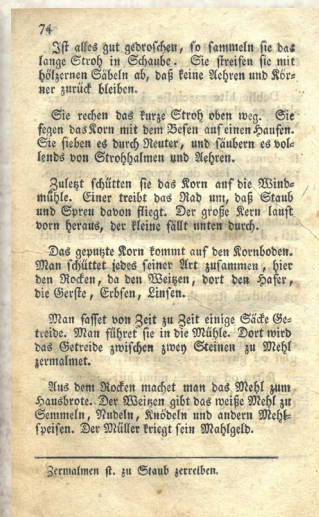 74
Ist alles gut gedroschen, so sammeln sie das
lange Stroh in Schaube. Sie streifen sie mit
hölzernen Säbeln ab, daß keine Aehren und Kör-
ner zurück bleiben.
Sie rechen das kurze Stroh oben weg. Sie
fegen das Korn mit dem Besen auf einen Haufen.
Sie sieben es durch Reuter, und säubern es vol-
lends von Strohhalmen und Aehren.
Zuletzt schütten sie das Korn auf die Wind-
mühle. Einer treibt das Rad um, daß Staub
und Spreu davon fliegt. Der große Kern lauft
vorn heraus, der kleine fällt unten durch.
Das geputzte Korn kommt auf den Kornboden.
Man schüttet jedes seiner Art zusammen, hier
den Rocken, da den Weitzen, dort den Hafer,
die Gerste, Erbsen, Linsen.
Man fasset von Zeit zu Zeit einige Säcke Ge-
treide. Man führet sie in die Mühle. Dort wird
das Getreide zwischen zwey Steinen zu Mehl
zermalmet.
Aus dem Rocken machet man das Mehl zum
Hausbrote. Der Weitzen gibt das weiße Mehl zu
Semmeln, Nudeln, Knödeln und andern Mehl-
speisen. Der Müller kriegt sein Mahlgeld.
Zermalmen st. zu Staub zerreiben.